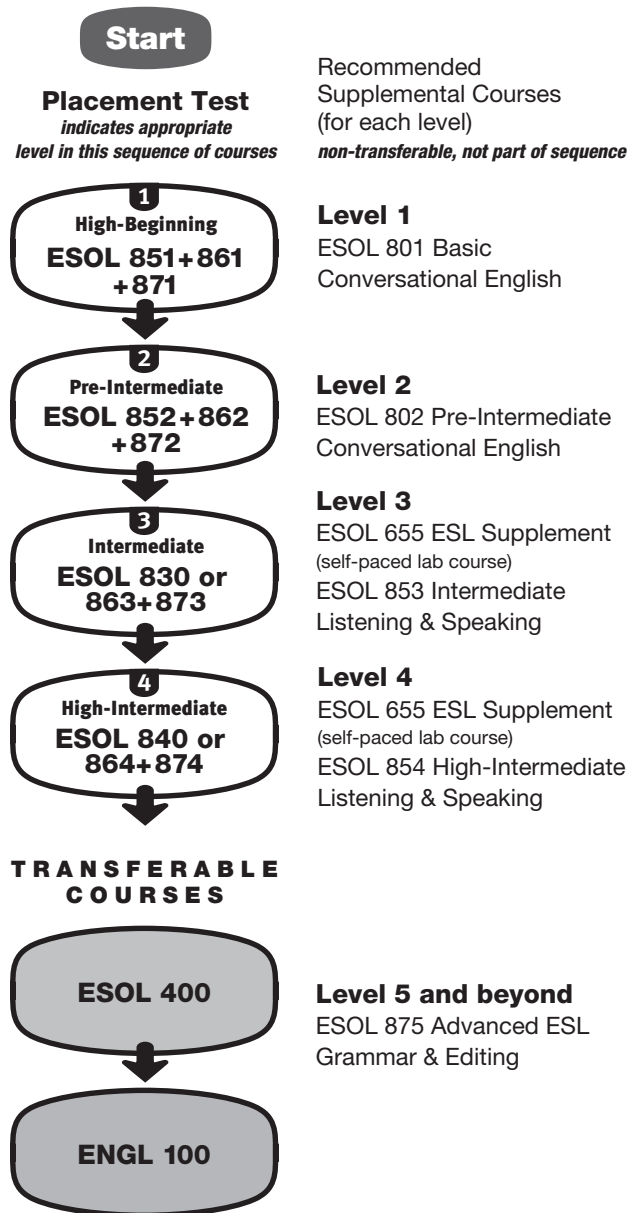 Start
Placement Test
indicates appropriate
level in this sequence of courses
Recommended
Supplemental Courses
(for each level)
non-transferable, not part of sequence
1
High-Beginning
ESOL 851+861
+871
Level 1
ESOL 801 Basic
Conversational English
2
Pre-Intermediate
ESOL 852+862
+872
Level 2
ESOL 802 Pre-Intermediate
Conversational English
3
Intermediate
ESOL 830 or
863+873
Level 3
ESOL 655 ESL Supplement
(self-paced lab course)
ESOL 853 Intermediate
Listening & Speaking
4
High-Intermediate
ESOL 840 or
864+874
Level 4
ESOL 655 ESL Supplement
(self-paced lab course)
ESOL 854 High-Intermediate
Listening & Speaking
TRANSFERABLE
COURSES
ESOL 400
Level 5 and beyond
ESOL 875 Advanced ESL
Grammar & Editing
ENGL 100